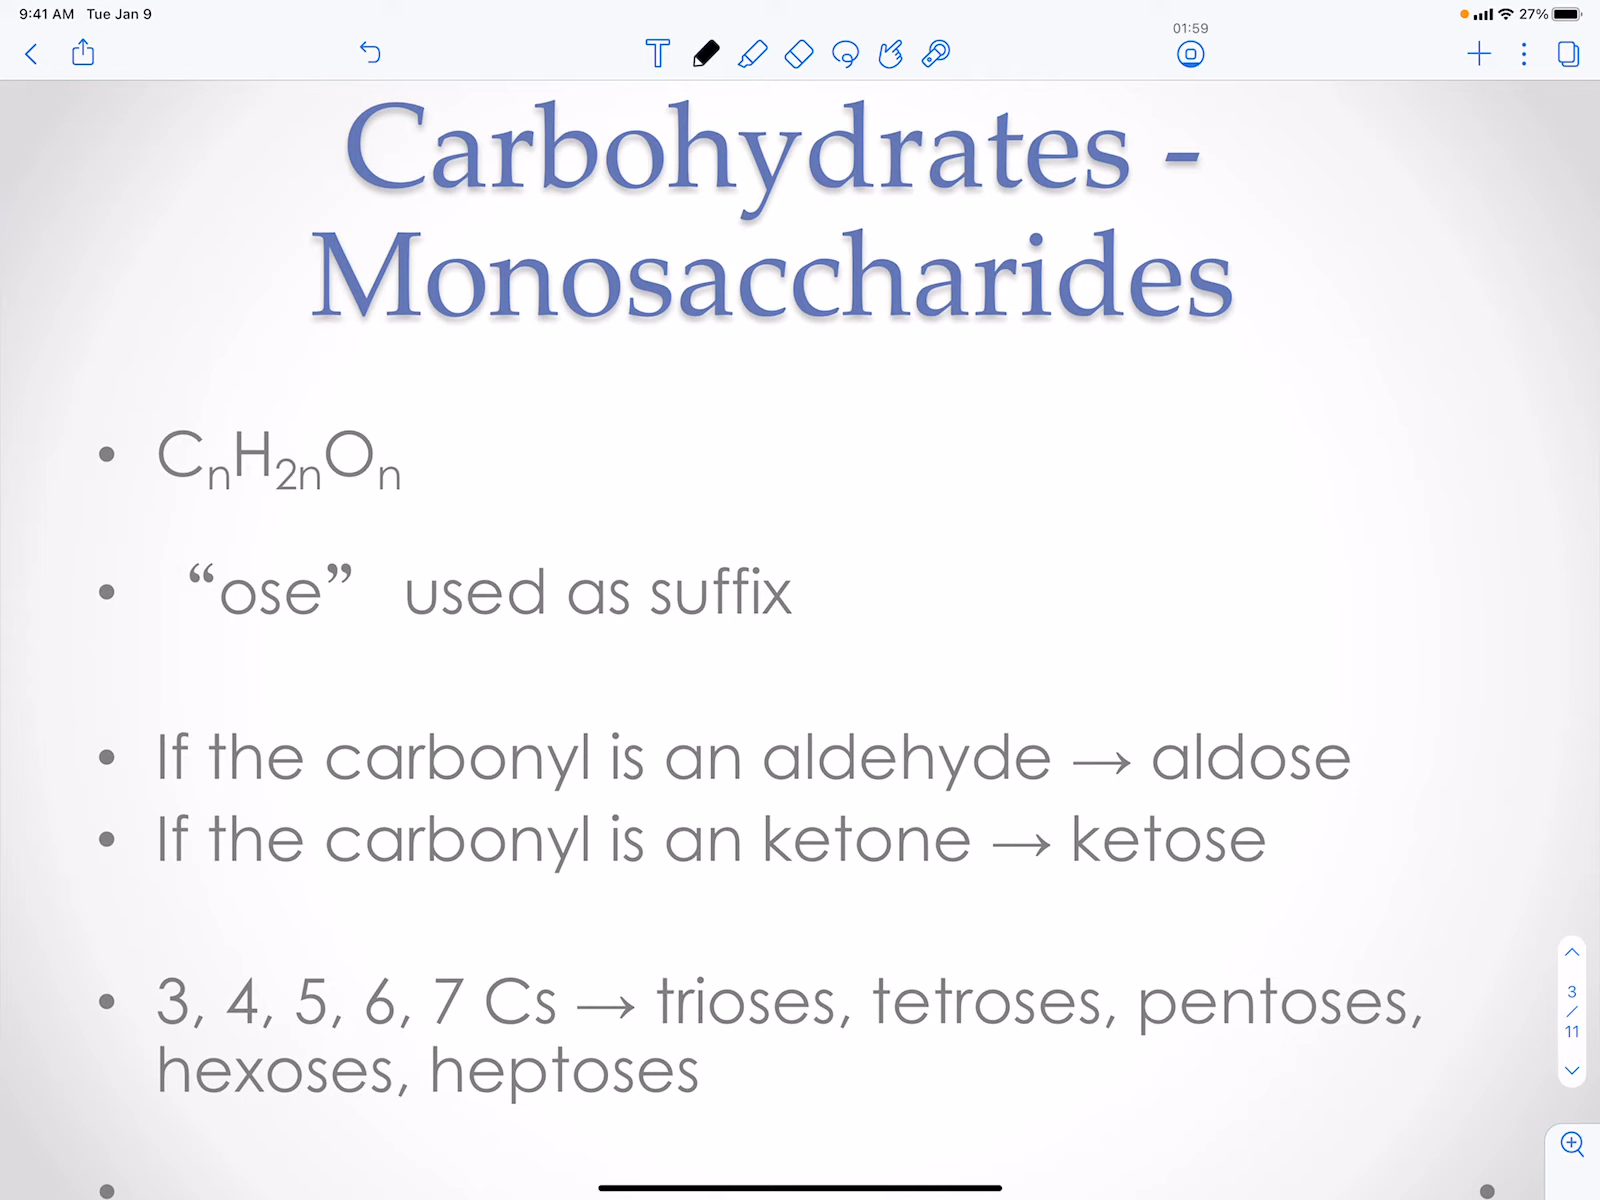 9:41 AM Tue Jan 9
27%
01:59
Carbohydrates -
Monosaccharides
• CₙH₂ₙOₙ
• “ose” used as suffix
• If the carbonyl is an aldehyde → aldose
• If the carbonyl is an ketone → ketose
• 3, 4, 5, 6, 7 Cs → trioses, tetroses, pentoses,
hexoses, heptoses
3
/
11